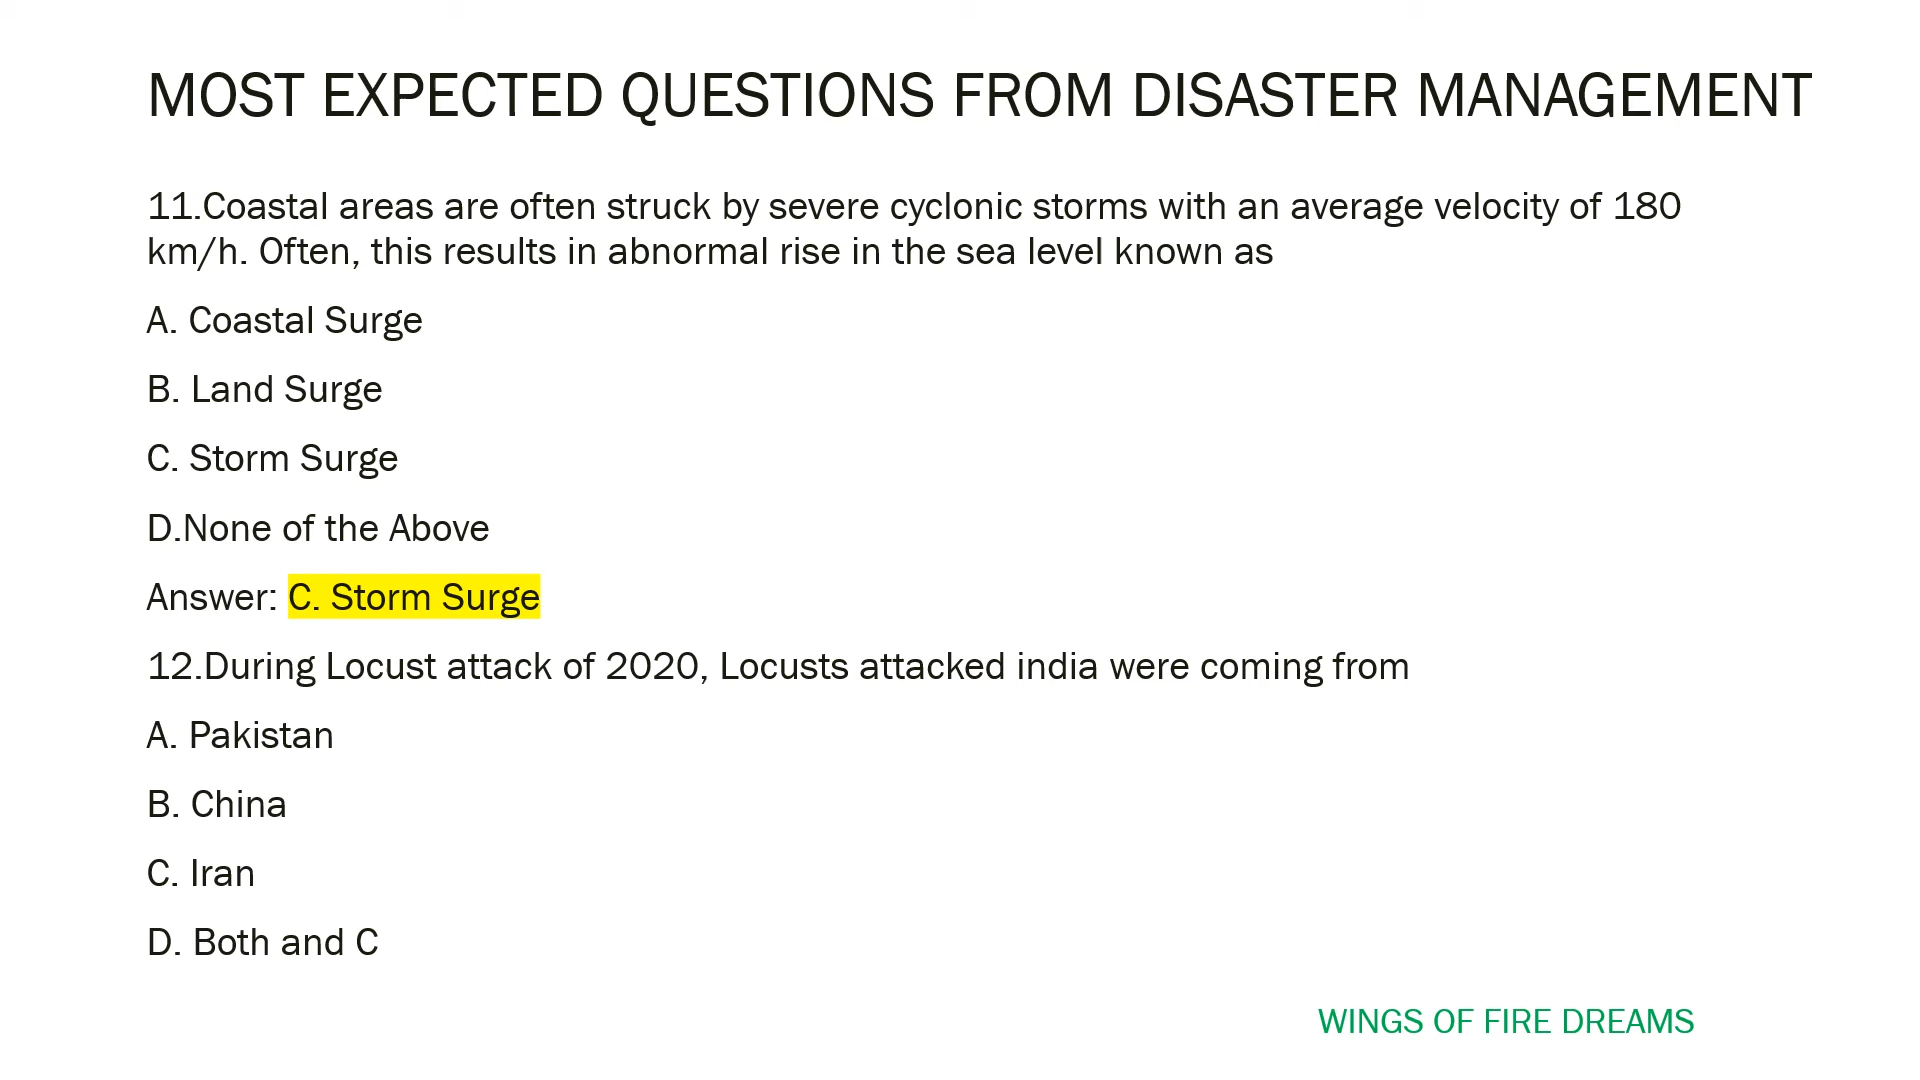 MOST EXPECTED QUESTIONS FROM DISASTER MANAGEMENT
11.Coastal areas are often struck by severe cyclonic storms with an average velocity of 180
km/h. Often, this results in abnormal rise in the sea level known as
A. Coastal Surge
B. Land Surge
C. Storm Surge
D.None of the Above
Answer: C. Storm Surge
12.During Locust attack of 2020, Locusts attacked india were coming from
A. Pakistan
B. China
C. Iran
D. Both and C
WINGS OF FIRE DREAMS